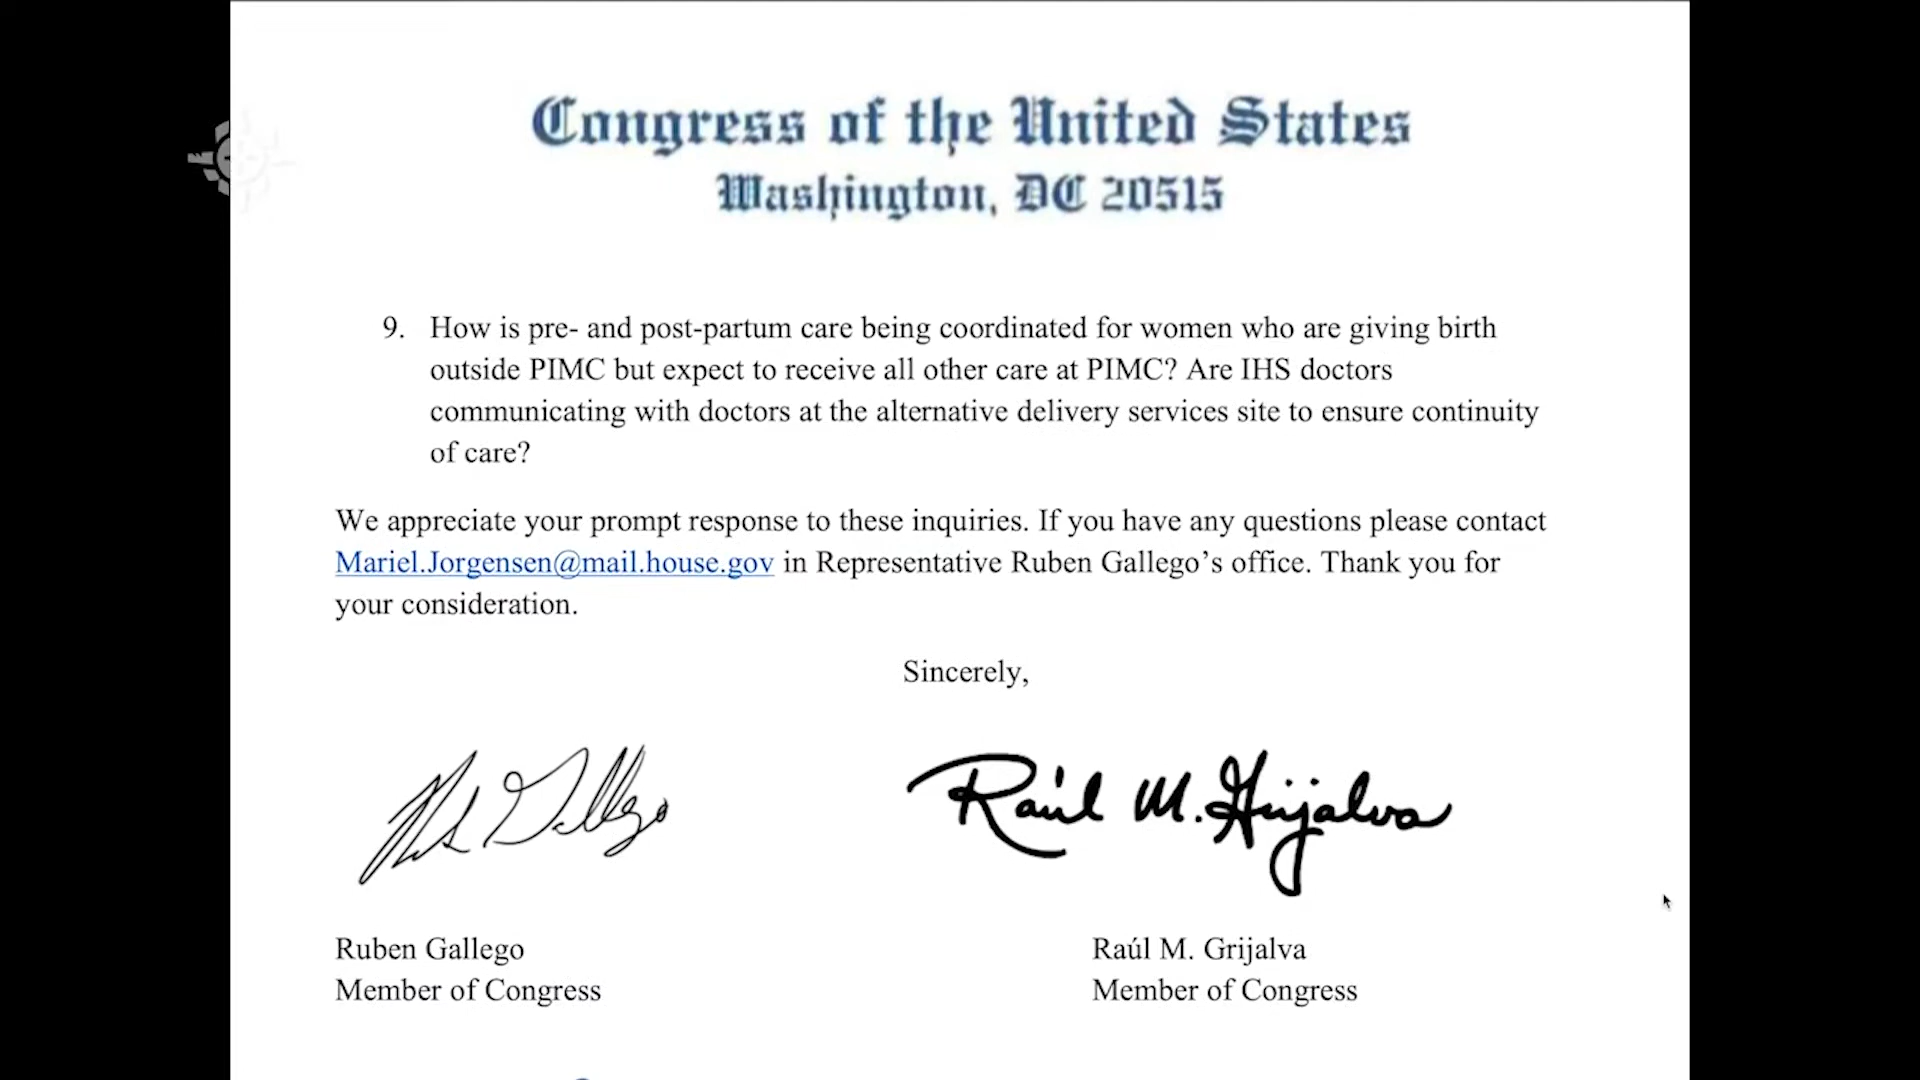 Congress of the United States
Washington, DC 20515
9. How is pre- and post-partum care being coordinated for women who are giving birth
outside PIMC but expect to receive all other care at PIMC? Are IHS doctors
communicating with doctors at the alternative delivery services site to ensure continuity
of care?
We appreciate your prompt response to these inquiries. If you have any questions please contact
Mariel.Jorgensen@mail.house.gov in Representative Ruben Gallego’s office. Thank you for
your consideration.
Sincerely,
Raúl M. Grijalva
Ruben Gallego
Raúl M. Grijalva
Member of Congress
Member of Congress